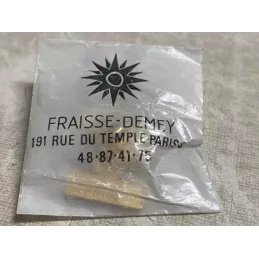 FRAISSE-DEMEY
191 RUE DU TEMPLE PARIS
48·87·41·75